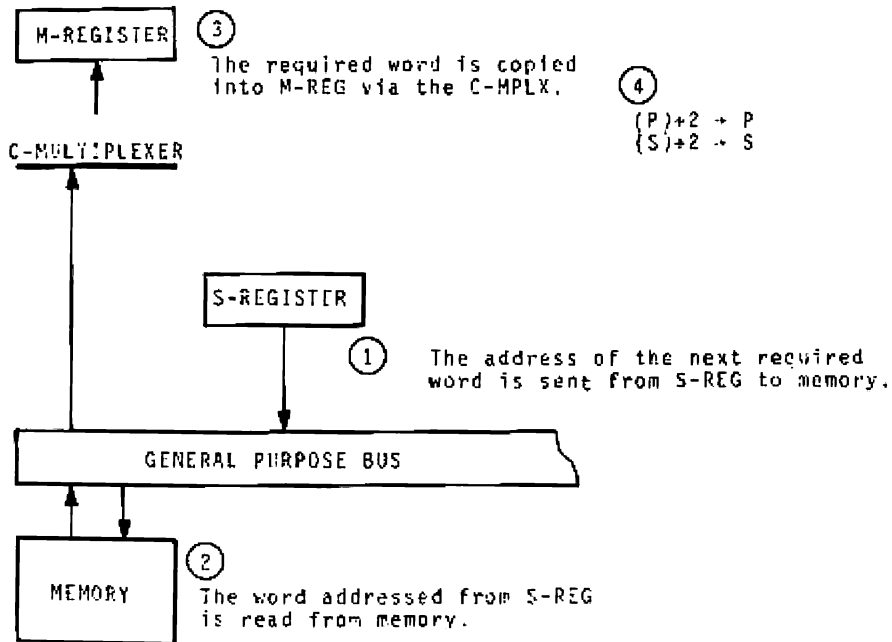 M-REGISTER
3
The required word is copied
into M-REG via the C-MPLX.
4
(P)+2 → P
(S)+2 → S
C-MULTIPLEXER
S-REGISTER
1
The address of the next required
word is sent from S-REG to memory.
GENERAL PURPOSE BUS
MEMORY
2
The word addressed from S-REG
is read from memory.